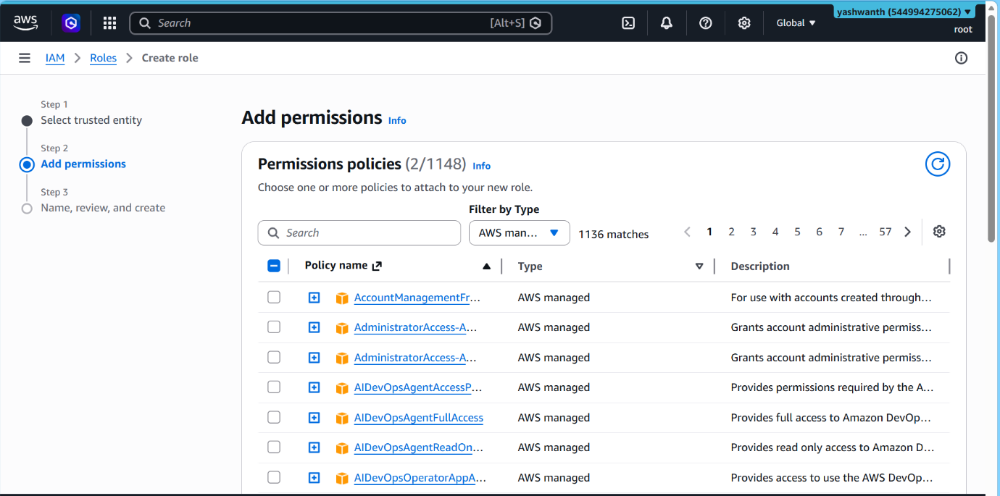 aws
Search [Alt+S]
Global
yashwanth (544994275062)
root
IAM Roles Create role
Step 1
Select trusted entity
Step 2
Add permissions
Step 3
Name, review, and create
Add permissions Info
Permissions policies (2/1148) Info
Choose one or more policies to attach to your new role.
Filter by Type
Search AWS man... 1136 matches 1 2 3 4 5 6 7 ... 57
Policy name Type Description
AccountManagementFr... AWS managed For use with accounts created through...
AdministratorAccess-A... AWS managed Grants account administrative permiss...
AdministratorAccess-A... AWS managed Grants account administrative permiss...
AIDevOpsAgentAccessP... AWS managed Provides permissions required by the A...
AIDevOpsAgentFullAccess AWS managed Provides full access to Amazon DevOp...
AIDevOpsAgentReadOn... AWS managed Provides read only access to Amazon D...
AIDevOpsOperatorAppA... AWS managed Provides access to use the AWS DevOp...